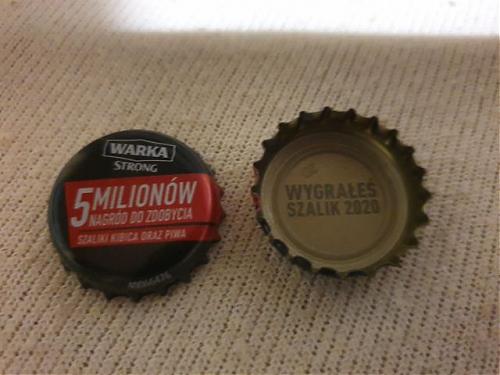 WARKA
STRONG
5 MILIONÓW
NAGRÓD DO ZDOBYCIA
SZALIKI KIBICA ORAZ PIWA
WYGRAŁEŚ
SZALIK 2020